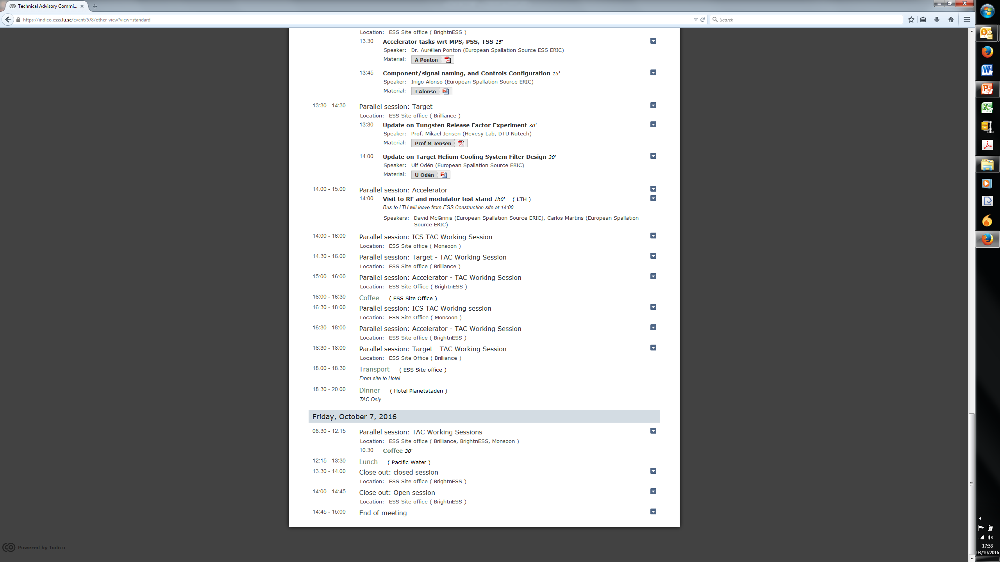 Technical Advisory Commi...
https://indico.esss.lu.se/event/578/other-view?view=standard
Search
Location: ESS Site office ( BrightnESS )
13:30 Accelerator tasks wrt MPS, PSS, TSS 15'
Speaker: Dr. Aurélien Ponton (European Spallation Source ESS ERIC)
Material: A Ponton
13:45 Component/signal naming, and Controls Configuration 15'
Speaker: Inigo Alonso (European Spallation Source ERIC)
Material: I Alonso
13:30 - 14:30 Parallel session: Target
Location: ESS Site office ( Brilliance )
13:30 Update on Tungsten Release Factor Experiment 30'
Speaker: Prof. Mikael Jensen (Hevesy Lab, DTU Nutech)
Material: Prof M Jensen
14:00 Update on Target Helium Cooling System Filter Design 30'
Speaker: Ulf Odén (European Spallation Source ERIC)
Material: U Odén
14:00 - 15:00 Parallel session: Accelerator
14:00 Visit to RF and modulator test stand 1h0' ( LTH )
Bus to LTH will leave from ESS Construction site at 14:00
Speakers: David McGinnis (European Spallation Source ERIC), Carlos Martins (European Spallation
Source ERIC)
14:00 - 16:00 Parallel session: ICS TAC Working Session
Location: ESS Site office ( Monsoon )
14:30 - 16:00 Parallel session: Target - TAC Working Session
Location: ESS Site office ( Brilliance )
15:00 - 16:00 Parallel session: Accelerator - TAC Working Session
Location: ESS Site Office ( BrightnESS )
16:00 - 16:30 Coffee ( ESS Site Office )
16:30 - 18:00 Parallel session: ICS TAC Working session
Location: ESS Site Office ( Monsoon )
16:30 - 18:00 Parallel session: Accelerator - TAC Working Session
Location: ESS Site office ( BrightnESS )
16:30 - 18:00 Parallel session: Target - TAC Working Session
Location: ESS Site Office ( Brilliance )
18:00 - 18:30 Transport ( ESS Site office )
From site to Hotel
18:30 - 20:00 Dinner ( Hotel Planetstaden )
TAC Only
Friday, October 7, 2016
08:30 - 12:15 Parallel session: TAC Working Sessions
Location: ESS Site office ( Brilliance, BrightnESS, Monsoon )
10:30 Coffee 30'
12:15 - 13:30 Lunch ( Pacific Water )
13:30 - 14:00 Close out: closed session
Location: ESS Site office ( BrightnESS )
14:00 - 14:45 Close out: Open session
Location: ESS Site office ( BrightnESS )
14:45 - 15:00 End of meeting
Powered by Indico
17:58
03/10/2016